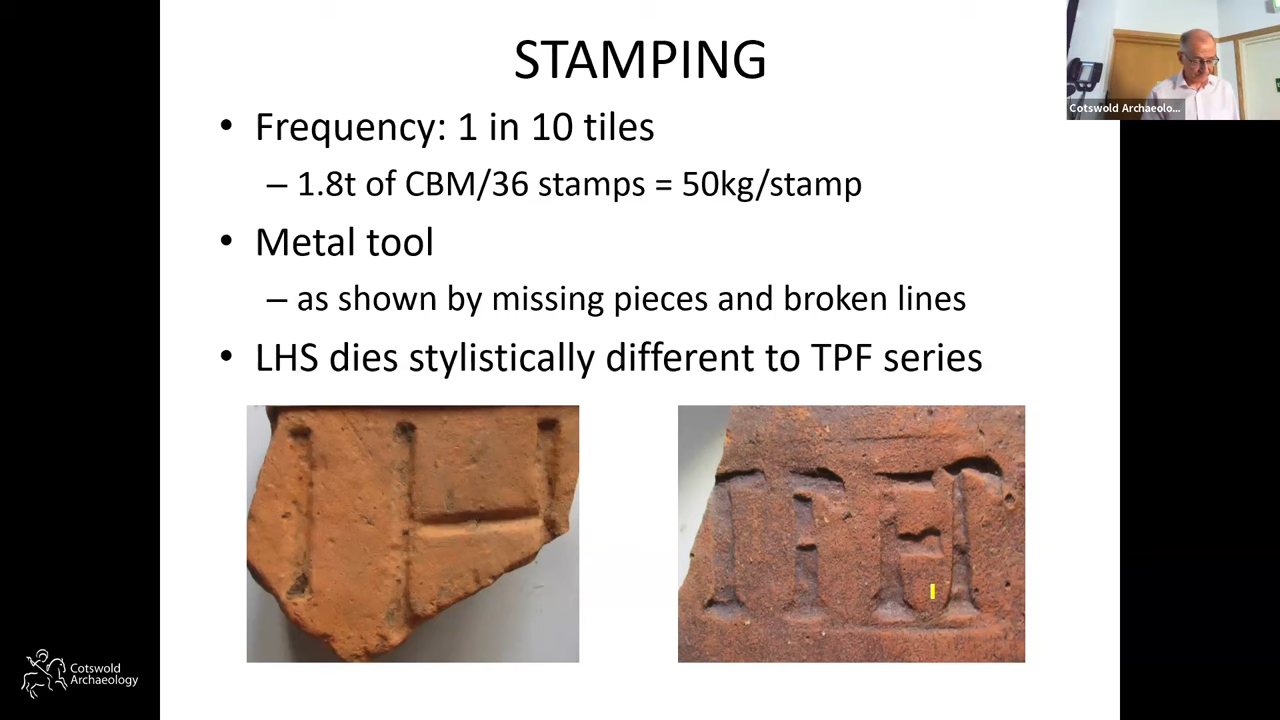 STAMPING
Cotswold Archaeolo...
• Frequency: 1 in 10 tiles
– 1.8t of CBM/36 stamps = 50kg/stamp
• Metal tool
– as shown by missing pieces and broken lines
• LHS dies stylistically different to TPF series
Cotswold
Archaeology